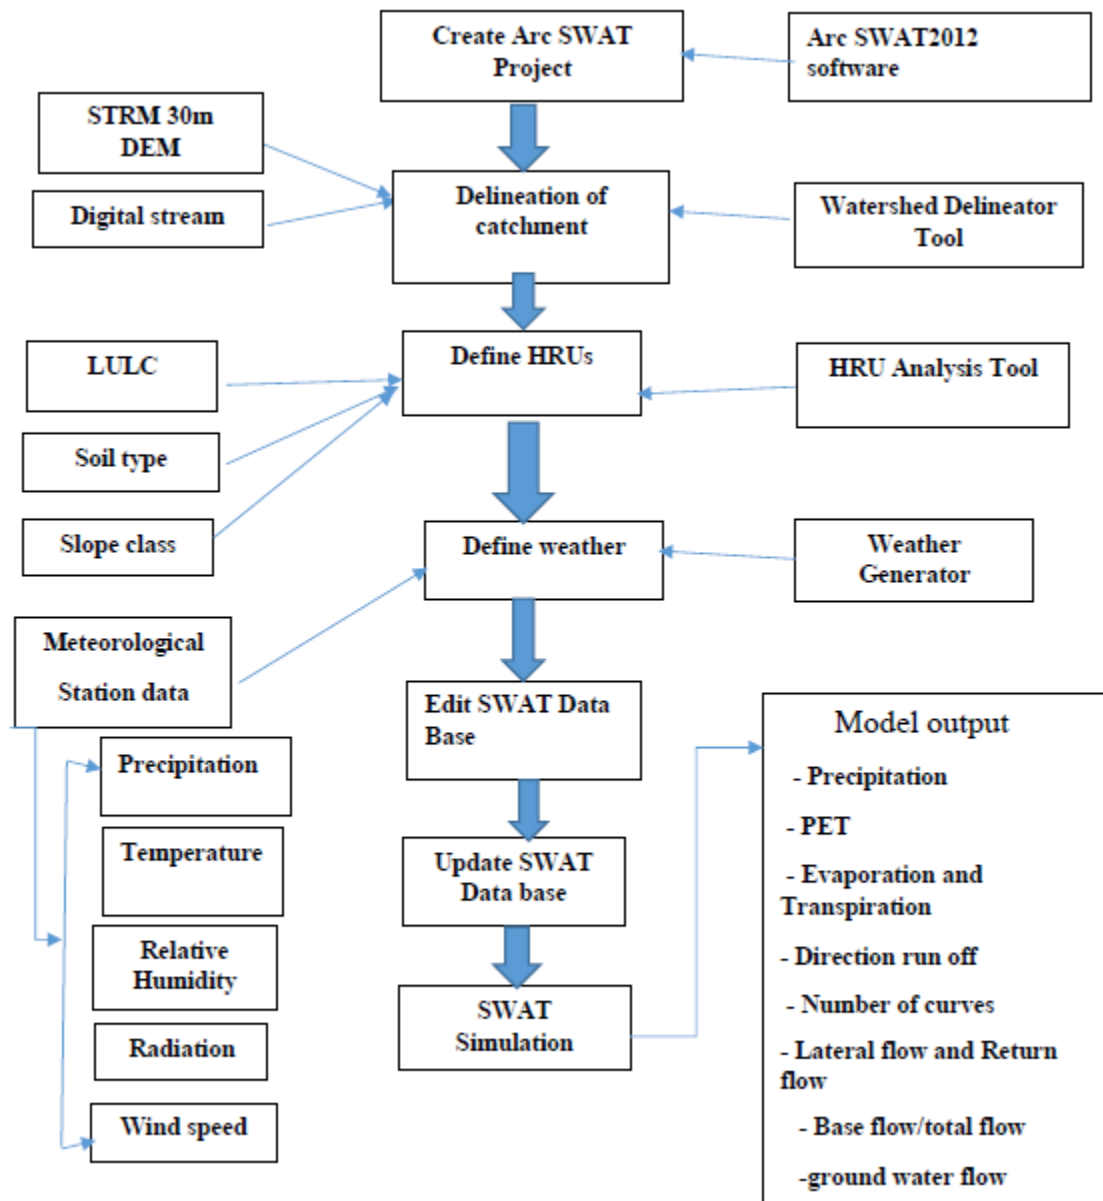 Create Arc SWAT
Project
Arc SWAT2012
software
STRM 30m
DEM
Digital stream
Delineation of
catchment
Watershed Delineator
Tool
LULC
Soil type
Slope class
Define HRUs
HRU Analysis Tool
Define weather
Weather
Generator
Meteorological
Station data
Precipitation
Temperature
Relative
Humidity
Radiation
Wind speed
Edit SWAT Data
Base
Update SWAT
Data base
SWAT
Simulation
Model output
- Precipitation
- PET
- Evaporation and
Transpiration
- Direction run off
- Number of curves
- Lateral flow and Return
flow
- Base flow/total flow
-ground water flow